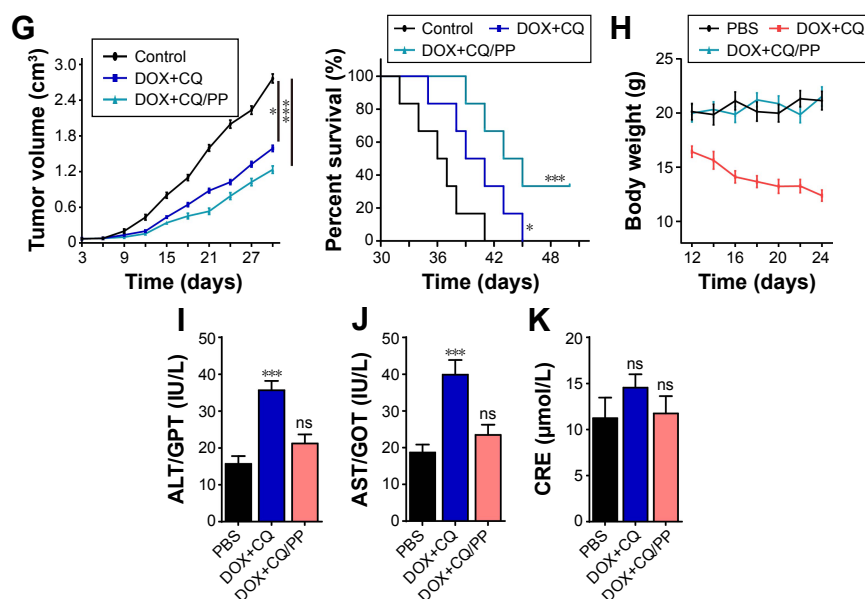 G
Control
DOX+CQ
DOX+CQ/PP
Tumor volume (cm³)
3.0
2.4
1.2
0.6
0
3 9 15 21 27
Time (days)
*
***
Control DOX+CQ
DOX+CQ/PP
Percent survival (%)
100
80
60
40
20
0
30 36 42 48
Time (days)
***
*
H
PBS DOX+CQ
DOX+CQ/PP
Body weight (g)
25
20
15
10
12 16 20 24
Time (days)
I
ALT/GPT (IU/L)
50
40
30
20
10
0
***
ns
PBS
DOX+CQ
DOX+CQ/PP
J
AST/GOT (IU/L)
50
40
30
20
10
0
***
ns
PBS
DOX+CQ
DOX+CQ/PP
K
CRE (μmol/L)
20
15
10
5
0
ns
ns
PBS
DOX+CQ
DOX+CQ/PP